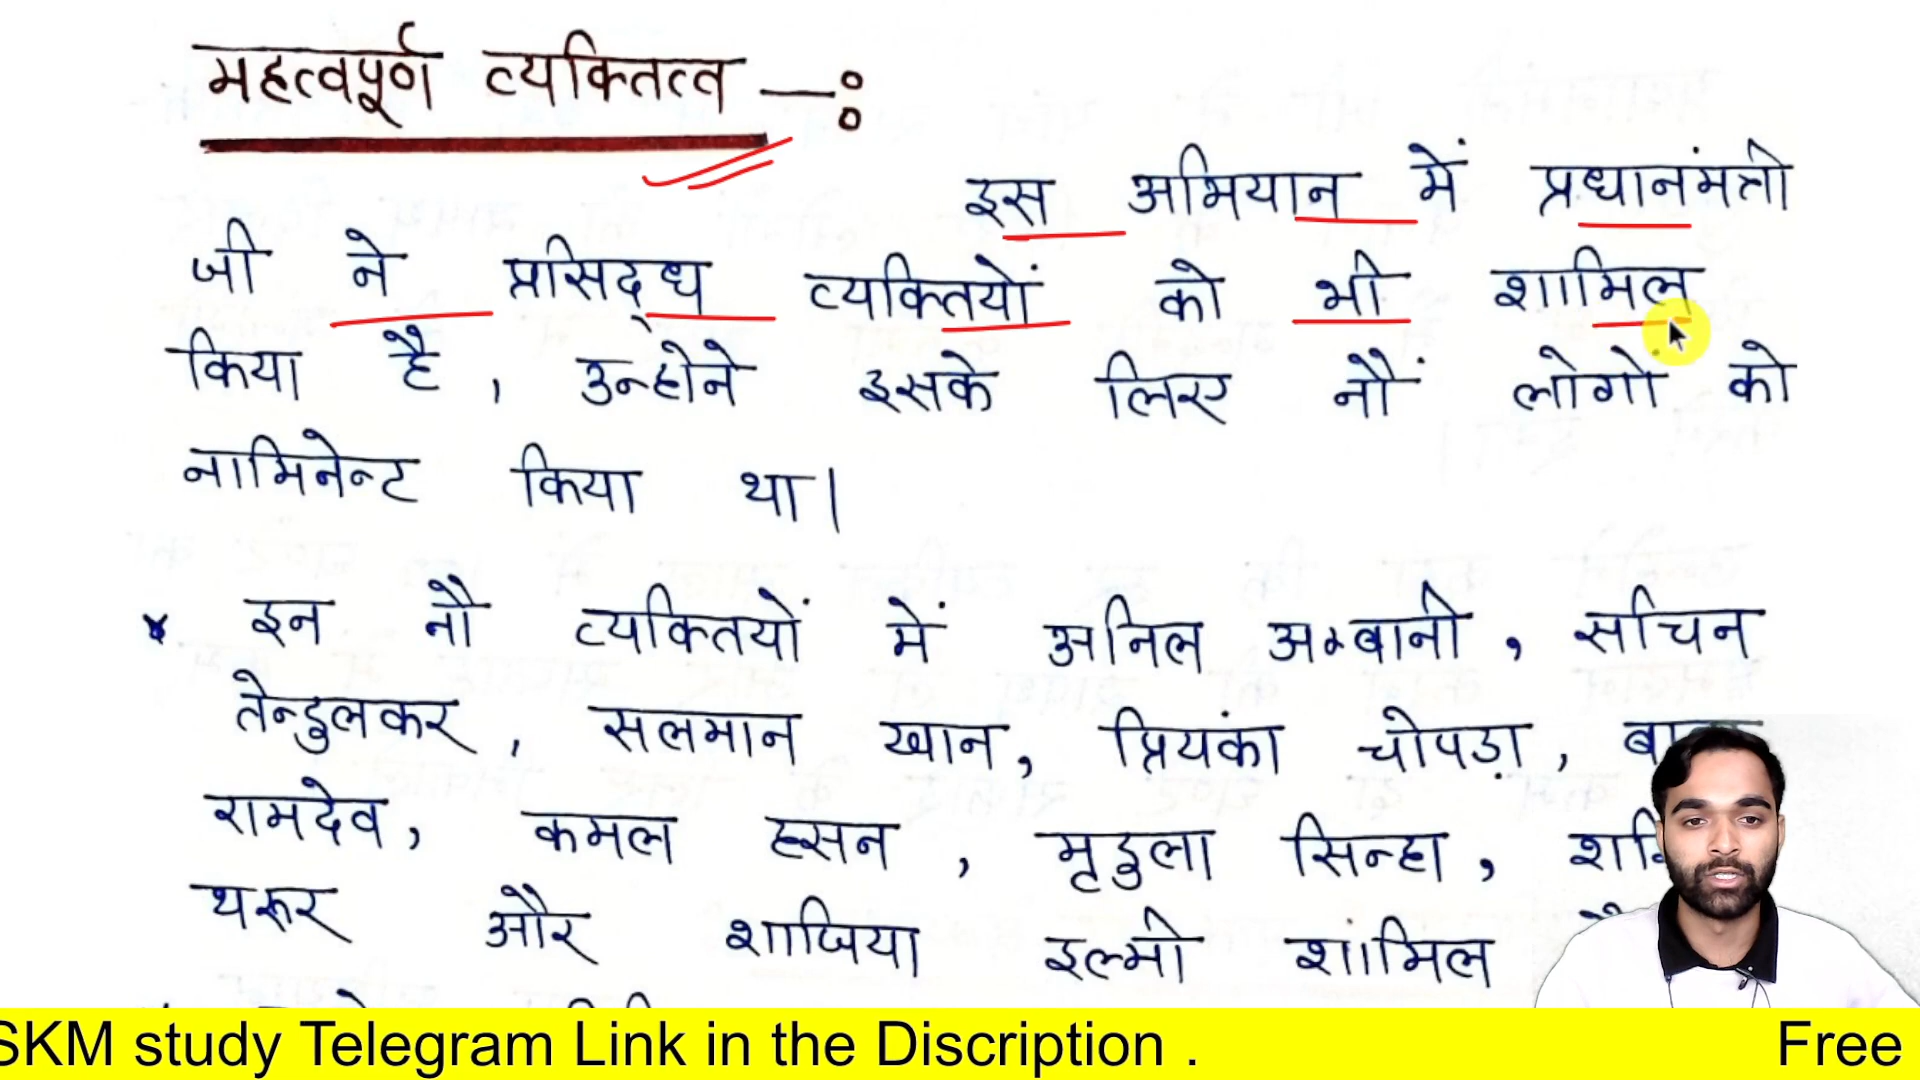 महत्वपूर्ण व्यक्तित्व —:
इस अभियान में प्रधानमंत्री
जी ने प्रसिद्ध व्यक्तियों को भी शामिल
किया है, उन्होने इसके लिए नौं लोगों को
नामिनेन्ट किया था।
* इन नौ व्यक्तियों में अनिल अम्बानी, सचिन
तेन्डुलकर, सलमान खान, प्रियंका चोपड़ा,
रामदेव, कमल हसन, मृदुला सिन्हा,
थरूर और शाजिया इल्मी शामिल
SKM study Telegram Link in the Discription . Free